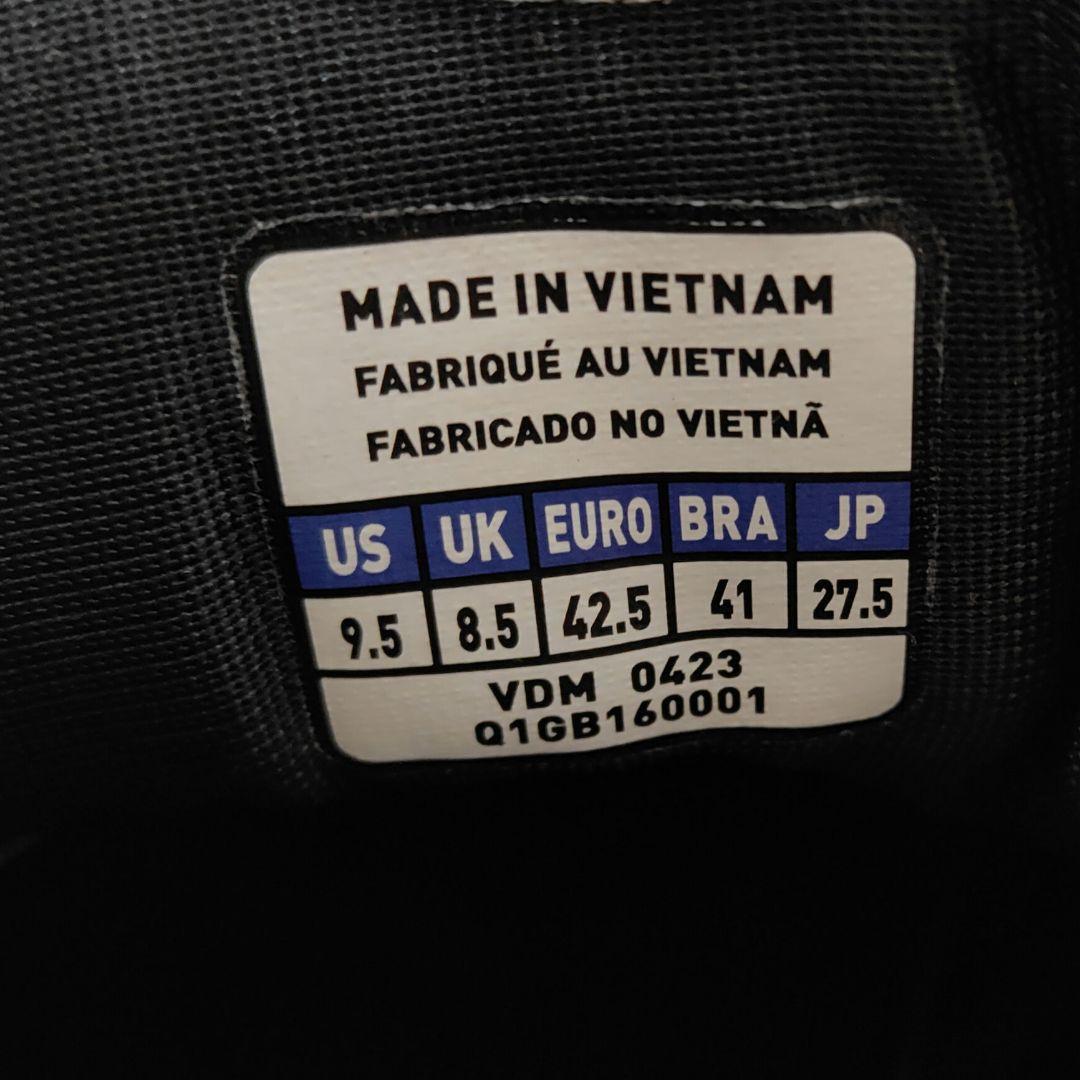 MADE IN VIETNAM
FABRIQUÉ AU VIETNAM
FABRICADO NO VIETNÃ
US UK EURO BRA JP
9.5 8.5 42.5 41 27.5
VDM 0423
Q1GB160001